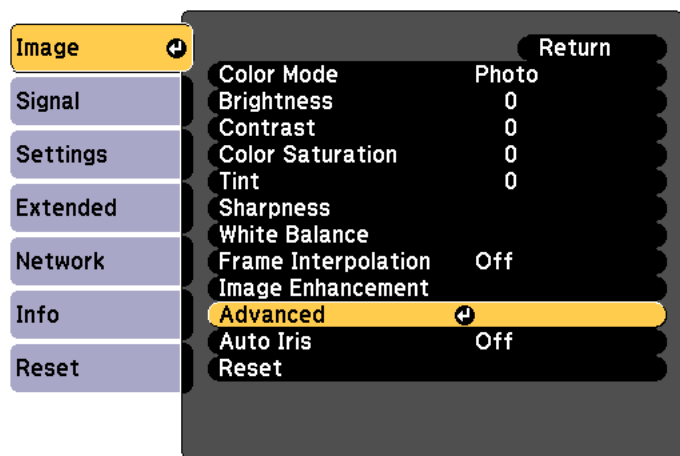 Image
Signal
Settings
Extended
Network
Info
Reset
Return
Color Mode Photo
Brightness 0
Contrast 0
Color Saturation 0
Tint 0
Sharpness
White Balance
Frame Interpolation Off
Image Enhancement
Advanced
Auto Iris Off
Reset